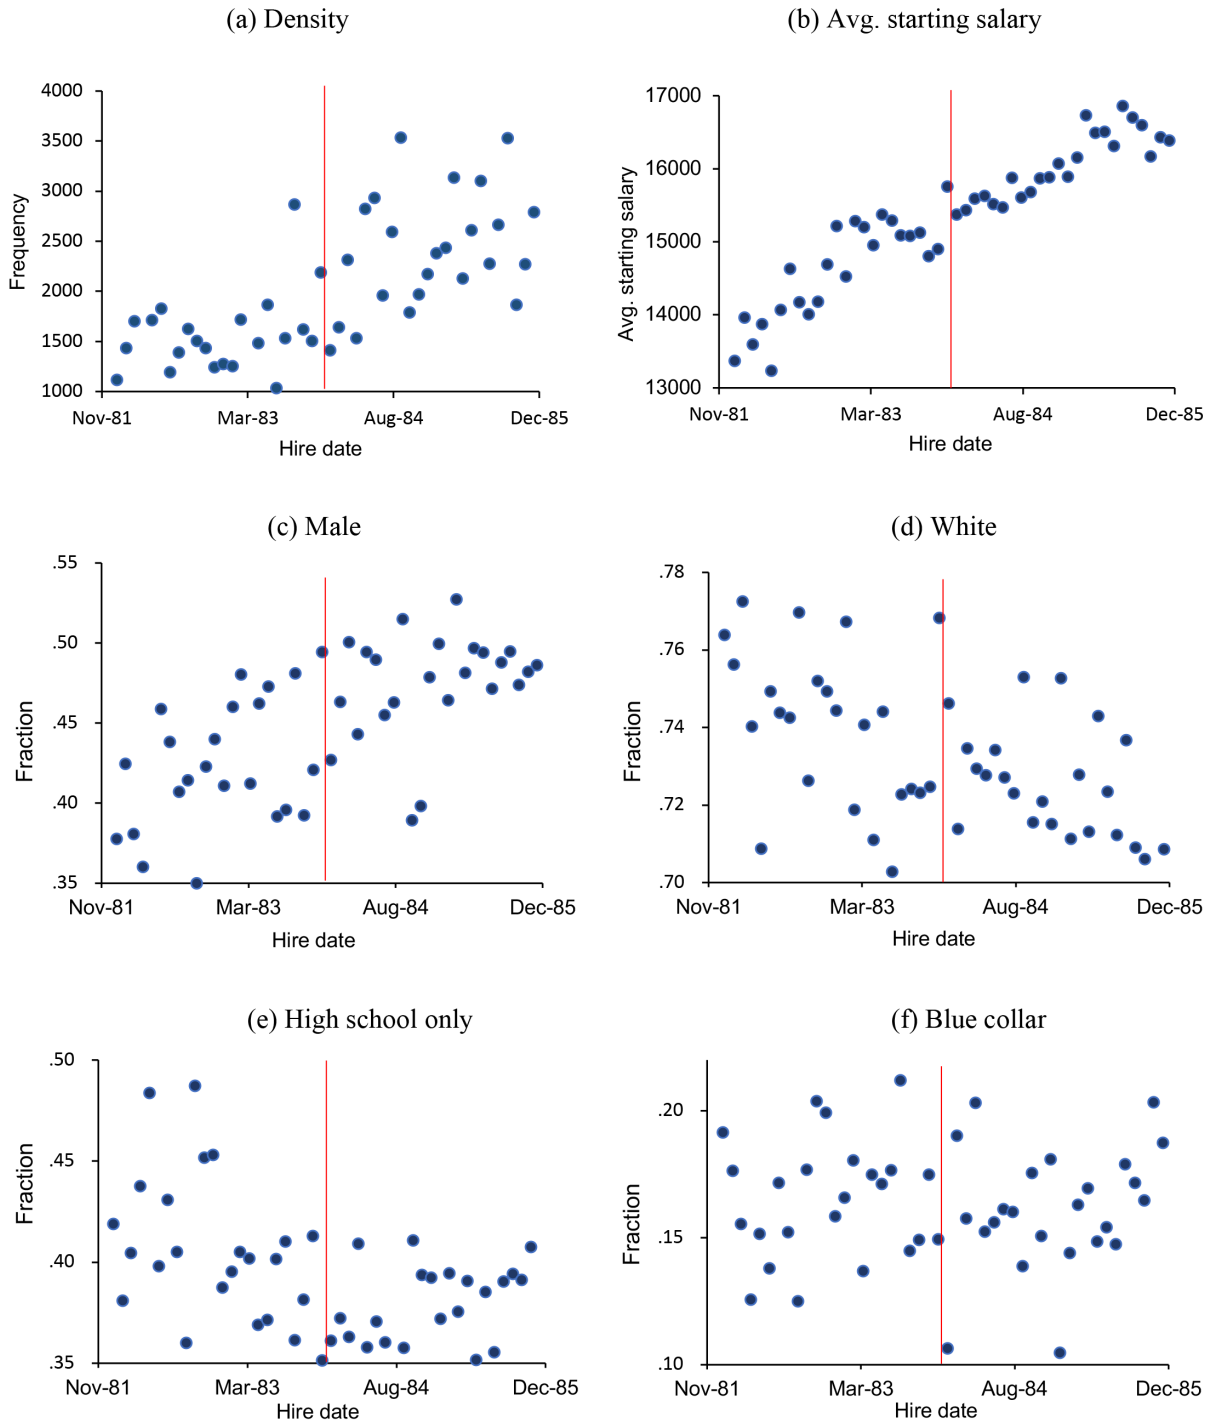 (a) Density
(b) Avg. starting salary
4000
3500
3000
2500
2000
1500
1000
Frequency
Nov-81
Mar-83
Aug-84
Dec-85
Hire date
17000
16000
15000
14000
13000
Avg. starting salary
Nov-81
Mar-83
Aug-84
Dec-85
Hire date
(c) Male
(d) White
.55
.50
.45
.40
.35
Fraction
Nov-81
Mar-83
Aug-84
Dec-85
Hire date
.78
.76
.74
.72
.70
Fraction
Nov-81
Mar-83
Aug-84
Dec-85
Hire date
(e) High school only
(f) Blue collar
.50
.45
.40
.35
Fraction
Nov-81
Mar-83
Aug-84
Dec-85
Hire date
.20
.15
.10
Fraction
Nov-81
Mar-83
Aug-84
Dec-85
Hire date